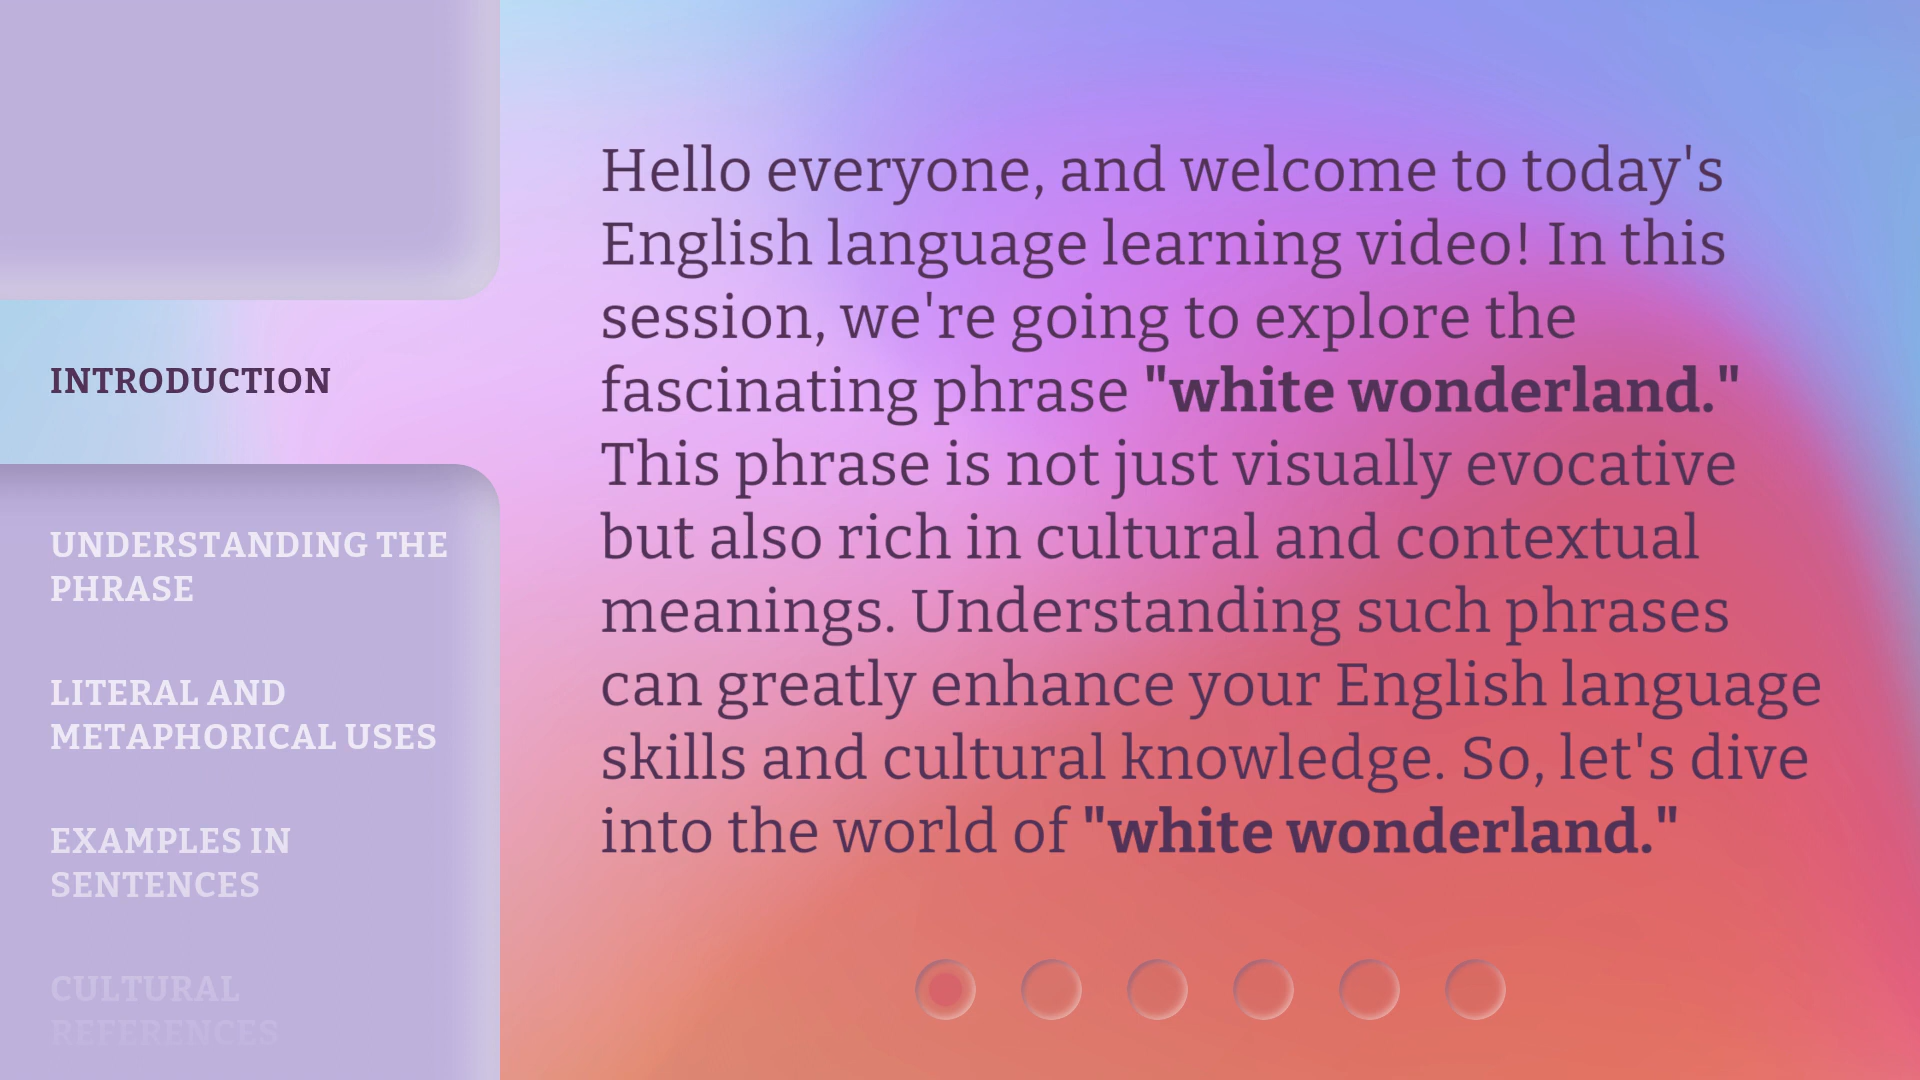 INTRODUCTION
UNDERSTANDING THE
PHRASE
LITERAL AND
METAPHORICAL USES
EXAMPLES IN
SENTENCES
CULTURAL
REFERENCES
Hello everyone, and welcome to today's
English language learning video! In this
session, we're going to explore the
fascinating phrase "white wonderland."
This phrase is not just visually evocative
but also rich in cultural and contextual
meanings. Understanding such phrases
can greatly enhance your English language
skills and cultural knowledge. So, let's dive
into the world of "white wonderland."